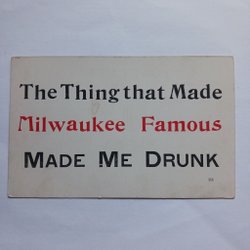 The Thing that Made
Milwaukee Famous
MADE ME DRUNK